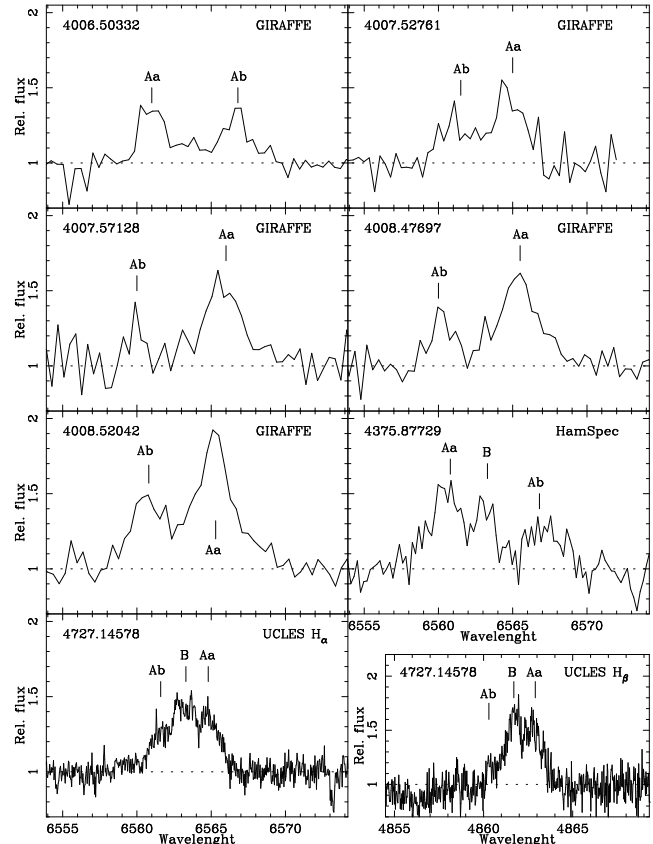 4006.50332 GIRAFFE
Aa Ab
4007.52761 GIRAFFE
Ab Aa
2
1.5
1
Rel. flux
4007.57128 GIRAFFE
Ab Aa
4008.47697 GIRAFFE
Ab Aa
2
1.5
1
Rel. flux
4008.52042 GIRAFFE
Ab
Aa
4375.87729 HamSpec
Aa B Ab
2
1.5
1
Rel. flux
6555 6560 6565 6570
Wavelenght
4727.14578 UCLES Hα
Ab B Aa
2
1.5
1
Rel. flux
6555 6560 6565 6570
Wavelenght
4727.14578 UCLES Hβ
Ab B Aa
2
1.5
1
Rel. flux
4855 4860 4865
Wavelenght